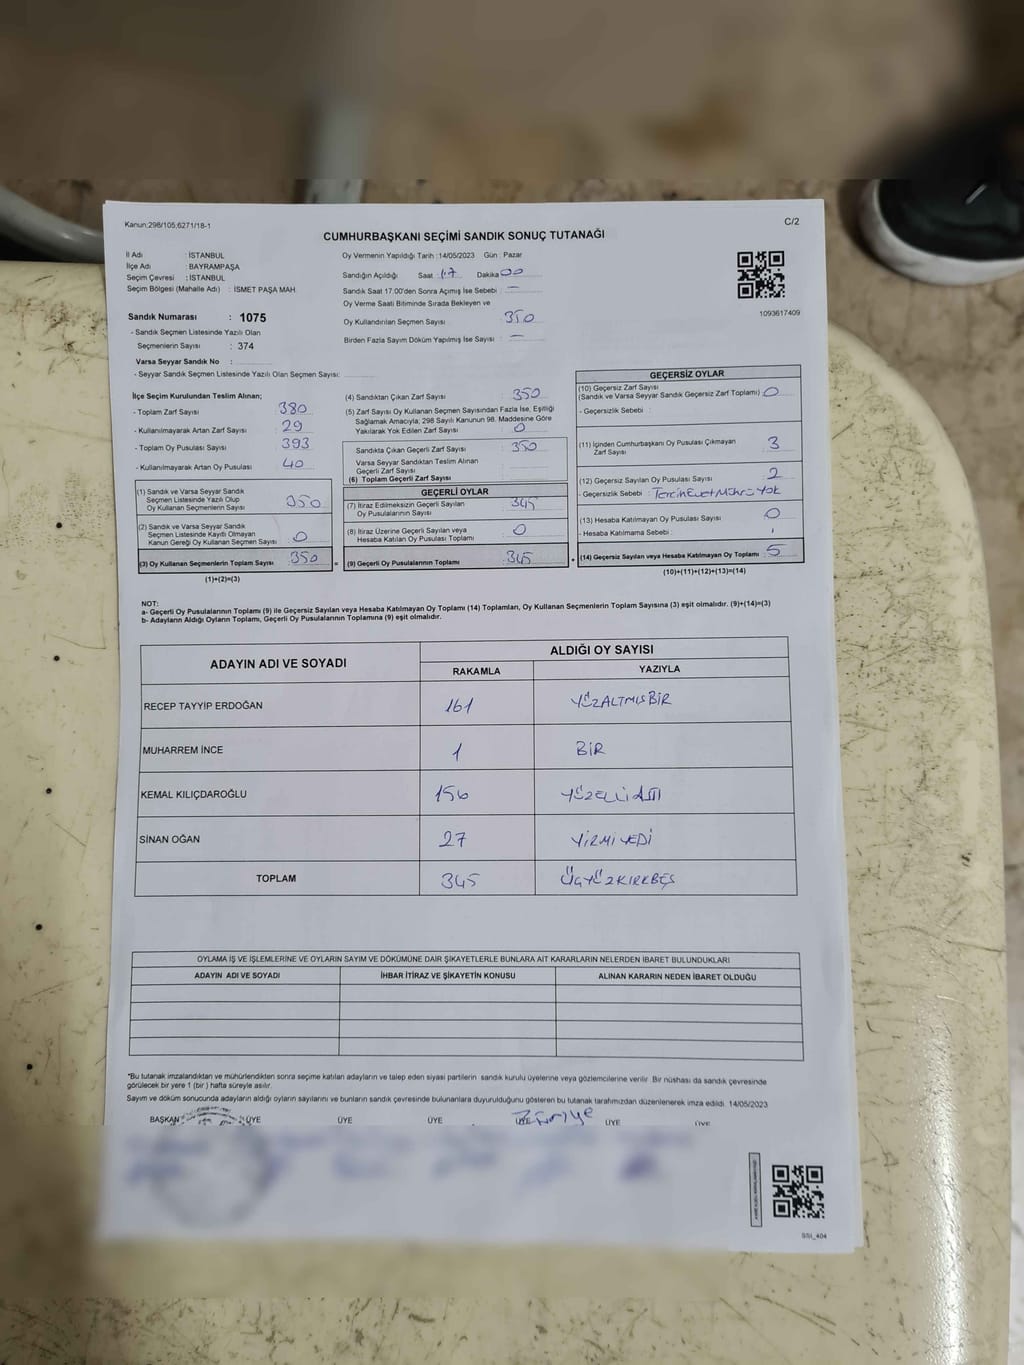 Kanun;298/105;6271/18-1
C/2
CUMHURBAŞKANI SEÇİMİ SANDIK SONUÇ TUTANAĞI
İl Adı : İSTANBUL
İlçe Adı : BAYRAMPAŞA
Seçim Çevresi : İSTANBUL
Seçim Bölgesi (Mahalle Adı) : İSMET PAŞA MAH.
Oy Vermenin Yapıldığı Tarih :14/05/2023 Gün : Pazar
Sandığın Açıldığı Saat : 17 Dakika 00
Sandık Saat 17.00'den Sonra Açımış İse Sebebi : —
Oy Verme Saati Bitiminde Sırada Bekleyen ve
Oy Kullandırılan Seçmen Sayısı : 350
Birden Fazla Sayım Döküm Yapılmış İse Sayısı : —
1093617409
Sandık Numarası : 1075
- Sandık Seçmen Listesinde Yazılı Olan
Seçmenlerin Sayısı : 374
Varsa Seyyar Sandık No :
- Seyyar Sandık Seçmen Listesinde Yazılı Olan Seçmen Sayısı:
İlçe Seçim Kurulundan Teslim Alınan;
- Toplam Zarf Sayısı : 380
- Kullanılmayarak Artan Zarf Sayısı : 29
- Toplam Oy Pusulası Sayısı : 393
- Kullanılmayarak Artan Oy Pusulası : 40
(1) Sandık ve Varsa Seyyar Sandık
Seçmen Listesinde Yazılı Olup
Oy Kullanan Seçmenlerin Sayısı : 350
(2) Sandık ve Varsa Seyyar Sandık
Seçmen Listesinde Kayıtlı Olmayan
Kanun Gereği Oy Kullanan Seçmen Sayısı : 0
(3) Oy Kullanan Seçmenlerin Toplam Sayısı : 350
(1)+(2)=(3)
(4) Sandıktan Çıkan Zarf Sayısı : 350
(5) Zarf Sayısı Oy Kullanan Seçmen Sayısından Fazla İse, Eşitliği
Sağlamak Amacıyla; 298 Sayılı Kanunun 98. Maddesine Göre
Yakılarak Yok Edilen Zarf Sayısı : 0
Sandıkta Çıkan Geçerli Zarf Sayısı : 350
Varsa Seyyar Sandıktan Teslim Alınan
Geçerli Zarf Sayısı
(6) Toplam Geçerli Zarf Sayısı
GEÇERLİ OYLAR
(7) İtiraz Edilmeksizin Geçerli Sayılan
Oy Pusulalarının Sayısı : 345
(8) İtiraz Üzerine Geçerli Sayılan veya
Hesaba Katılan Oy Pusulası Toplamı : 0
(9) Geçerli Oy Pusulalarının Toplamı : 345
GEÇERSİZ OYLAR
(10) Geçersiz Zarf Sayısı
(Sandık ve Varsa Seyyar Sandık Geçersiz Zarf Toplamı) : 0
- Geçersizlik Sebebi :
(11) İçinden Cumhurbaşkanı Oy Pusulası Çıkmayan
Zarf Sayısı : 3
(12) Geçersiz Sayılan Oy Pusulası Sayısı : 2
- Geçersizlik Sebebi : Tercih Evet Mührü Yok
(13) Hesaba Katılmayan Oy Pusulası Sayısı : 0
- Hesaba Katılmama Sebebi :
(14) Geçersiz Sayılan veya Hesaba Katılmayan Oy Toplamı : 5
(10)+(11)+(12)+(13)=(14)
NOT:
a- Geçerli Oy Pusulalarının Toplamı (9) ile Geçersiz Sayılan veya Hesaba Katılmayan Oy Toplamı (14) Toplamları, Oy Kullanan Seçmenlerin Toplam Sayısına (3) eşit olmalıdır. (9)+(14)=(3)
b- Adayların Aldığı Oyların Toplamı, Geçerli Oy Pusulalarının Toplamına (9) eşit olmalıdır.
ADAYIN ADI VE SOYADI ALDIĞI OY SAYISI
RAKAMLA YAZIYLA
RECEP TAYYİP ERDOĞAN 161 YÜZALTMIŞBİR
MUHARREM İNCE 1 BİR
KEMAL KILIÇDAROĞLU 156 YÜZELLİALTI
SİNAN OĞAN 27 YİRMİYEDİ
TOPLAM 345 ÜÇYÜZKIRKBEŞ
OYLAMA İŞ VE İŞLEMLERİNE VE OYLARIN SAYIM VE DÖKÜMÜNE DAİR ŞİKAYETLERLE BUNLARA AİT KARARLARIN NELERDEN İBARET BULUNDUKLARI
ADAYIN ADI VE SOYADI İHBAR İTİRAZ VE ŞİKAYETİN KONUSU ALINAN KARARIN NEDEN İBARET OLDUĞU
*Bu tutanak imzalandıktan ve mühürlendikten sonra seçime katılan adayların ve talep eden siyasi partilerin sandık kurulu üyelerine veya gözlemcilerine verilir. Bir nüshası da sandık çevresinde
görülecek bir yere 1 (bir) hafta süreyle asılır.
Sayım ve döküm sonucunda adayların aldığı oyların sayılarını ve bunların sandık çevresinde bulunanlara duyurulduğunu gösteren bu tutanak tarafımızdan düzenlenerek imza edildi. 14/05/2023
BAŞKAN ÜYE ÜYE ÜYE ÜYE ÜYE ÜYE
SSI_404